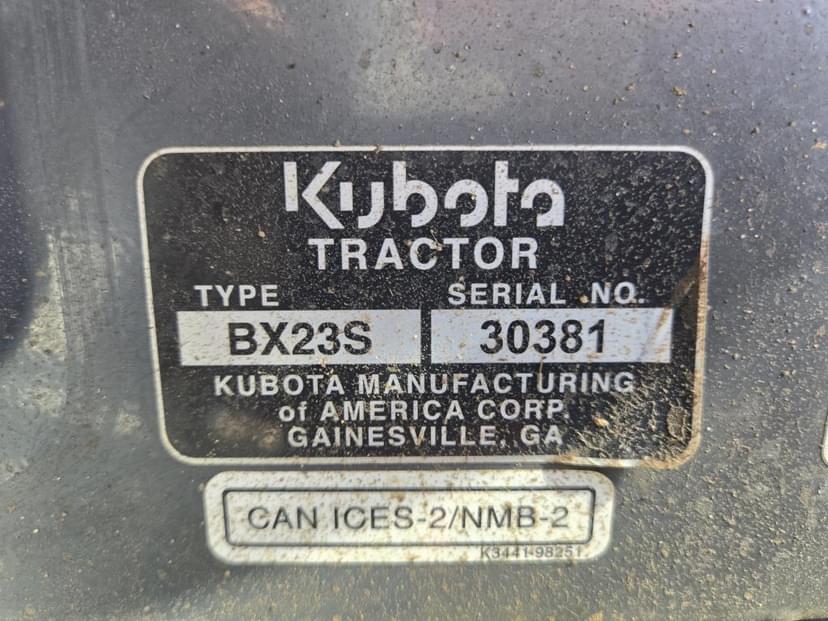 Kubota
TRACTOR
TYPE SERIAL NO.
BX23S 30381
KUBOTA MANUFACTURING
of AMERICA CORP.
GAINESVILLE, GA
CAN ICES-2/NMB-2
K3441-98251